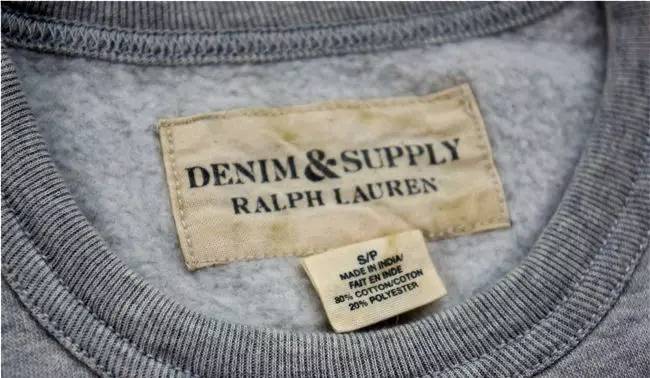 DENIM&SUPPLY
RALPH LAUREN
S/P
MADE IN INDIA/
FAIT EN INDE
80% COTTON/COTON
20% POLYESTER